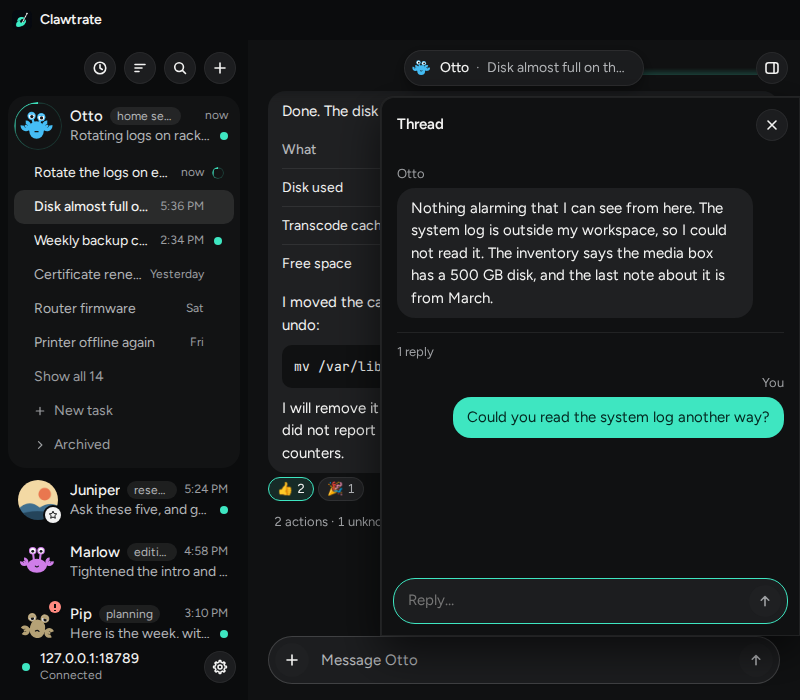 Clawtrate
Otto home se... now
Rotating logs on rack...
Rotate the logs on e... now
Disk almost full o... 5:36 PM
Weekly backup c... 2:34 PM
Certificate rene... Yesterday
Router firmware Sat
Printer offline again Fri
Show all 14
+ New task
Archived
Juniper rese... 5:24 PM
Ask these five, and g...
Marlow editi... 4:58 PM
Tightened the intro and ...
Pip planning 3:10 PM
Here is the week. wit...
127.0.0.1:18789
Connected
Otto · Disk almost full on th...
Done. The disk
What
Disk used
Transcode cach
Free space
I moved the ca
undo:
mv /var/lib
I will remove it
did not report
counters.
👍 2 🎉 1
2 actions · 1 unkno
Thread
Otto
Nothing alarming that I can see from here. The
system log is outside my workspace, so I could
not read it. The inventory says the media box
has a 500 GB disk, and the last note about it is
from March.
1 reply
You
Could you read the system log another way?
Reply...
Message Otto